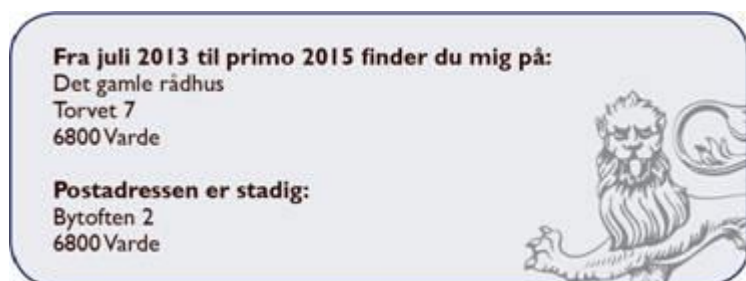 Fra juli 2013 til primo 2015 finder du mig på:
Det gamle rådhus
Torvet 7
6800 Varde
Postadressen er stadig:
Bytoften 2
6800 Varde